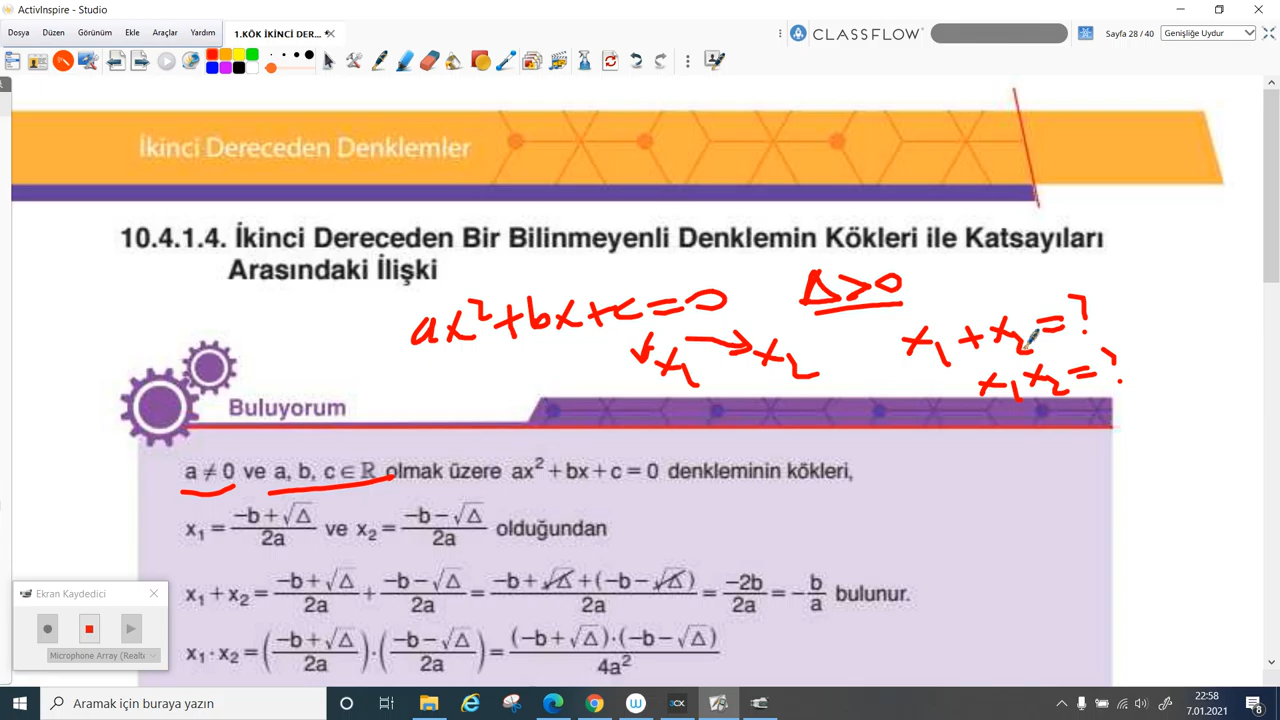 ActivInspire - Studio
Dosya Düzen Görünüm Ekle Araçlar Yardım 1.KÖK İKİNCİ DER... CLASSFLOW Sayfa 28 / 40 Genişliğe Uydur
İkinci Dereceden Denklemler
10.4.1.4. İkinci Dereceden Bir Bilinmeyenli Denklemin Kökleri ile Katsayıları
Arasındaki İlişki
ax²+bx+c=0 Δ>0
x₁ x₂ x₁+x₂=?
x₁x₂=?
Buluyorum
a ≠ 0 ve a, b, c ∈ ℝ olmak üzere ax² + bx + c = 0 denkleminin kökleri,
x₁ = (-b + √Δ)/2a ve x₂ = (-b - √Δ)/2a olduğundan
x₁ + x₂ = (-b + √Δ)/2a + (-b - √Δ)/2a = (-b + √Δ + (-b - √Δ))/2a = -2b/2a = -b/a bulunur.
x₁ · x₂ = ((-b + √Δ)/2a) · ((-b - √Δ)/2a) = ((-b + √Δ) · (-b - √Δ))/4a²
Ekran Kaydedici
Microphone Array (Realte
Aramak için buraya yazın
22:58
7.01.2021
8